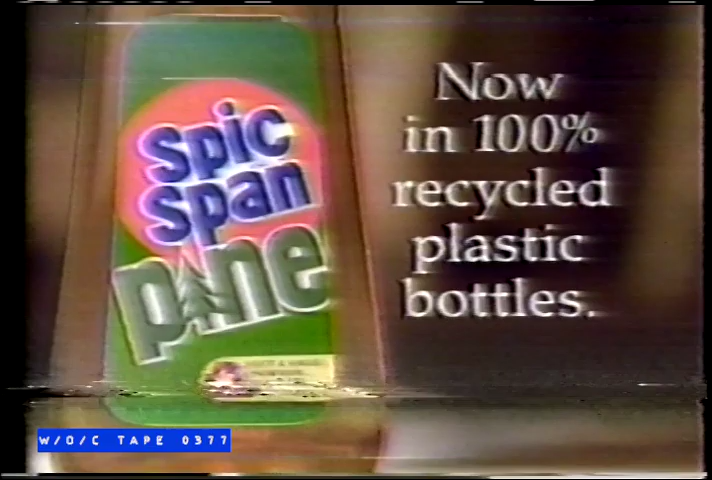 Spic
Span
pine
Now
in 100%
recycled
plastic
bottles.
W/O/C TAPE 0377